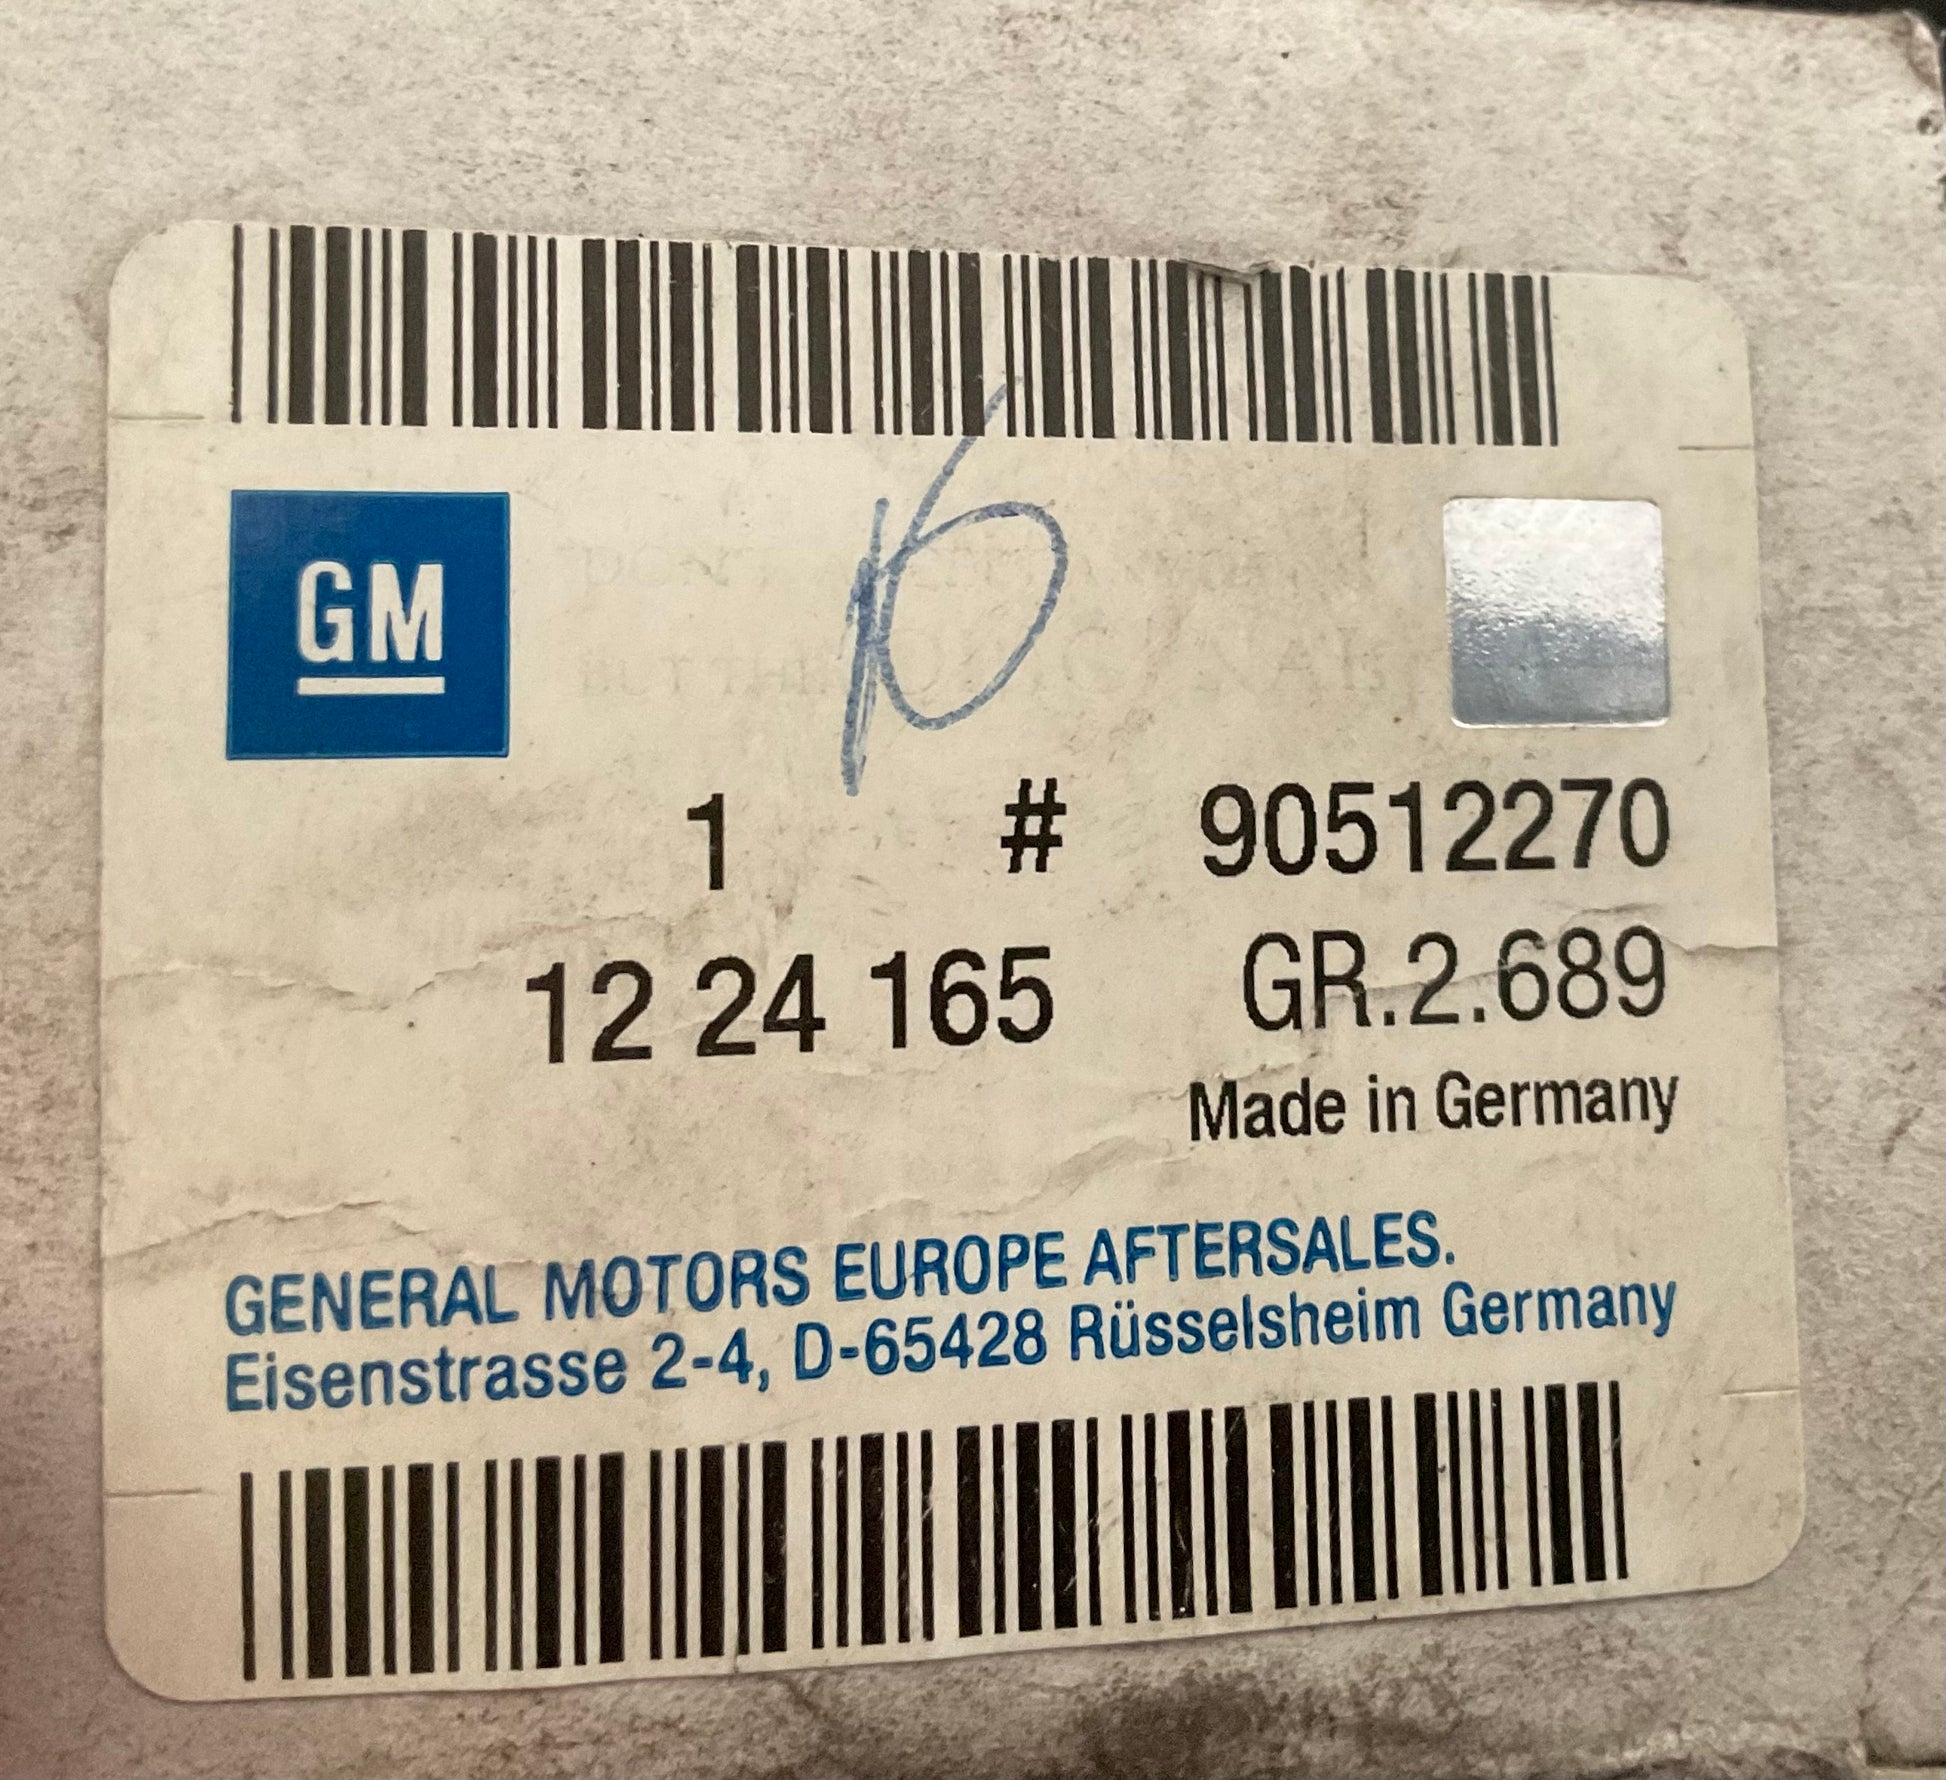 16
GM
1 # 90512270
12 24 165 GR.2.689
Made in Germany
GENERAL MOTORS EUROPE AFTERSALES.
Eisenstrasse 2-4, D-65428 Rüsselsheim Germany